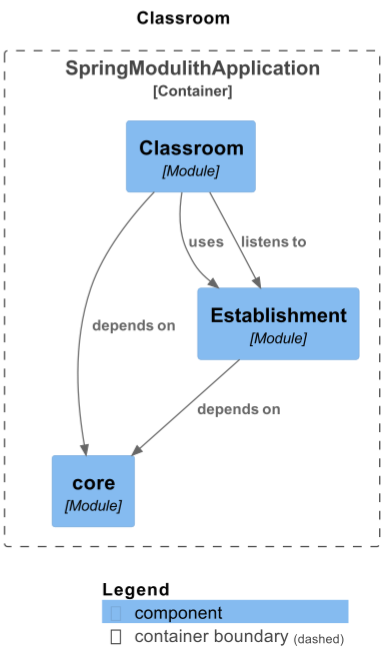 Classroom
SpringModulithApplication
[Container]
Classroom
[Module]
uses
listens to
Establishment
[Module]
depends on
depends on
core
[Module]
Legend
component
container boundary (dashed)